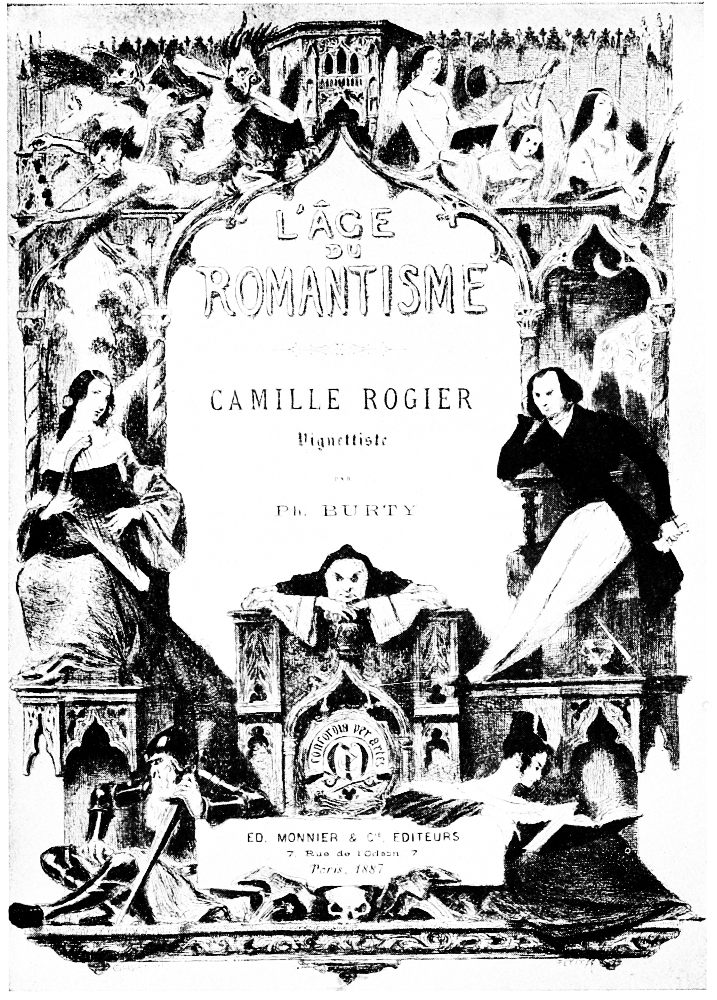 L'ÂGE
DU
ROMANTISME
CAMILLE ROGIER
Vignettiste
PAR
PH. BURTY
ED. MONNIER & Cie, EDITEURS
7, Rue de l'Odéon 7
Paris, 1887